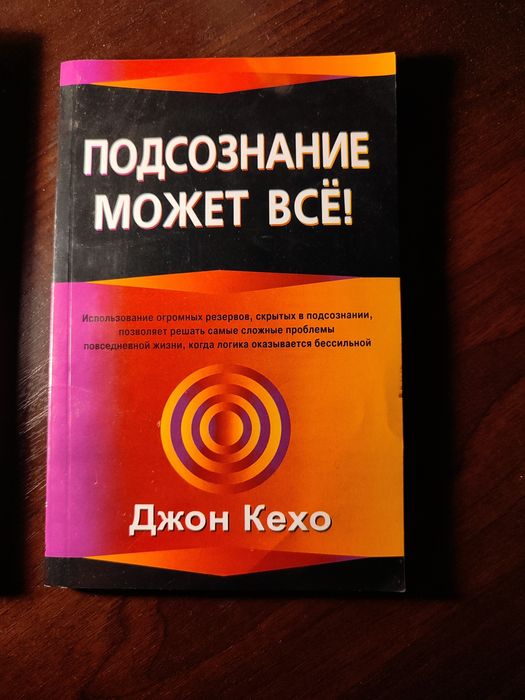 ПОДСОЗНАНИЕ
МОЖЕТ ВСЁ!
Использование огромных резервов, скрытых в подсознании,
позволяет решать самые сложные проблемы
повседневной жизни, когда логика оказывается бессильной
Джон Кехо